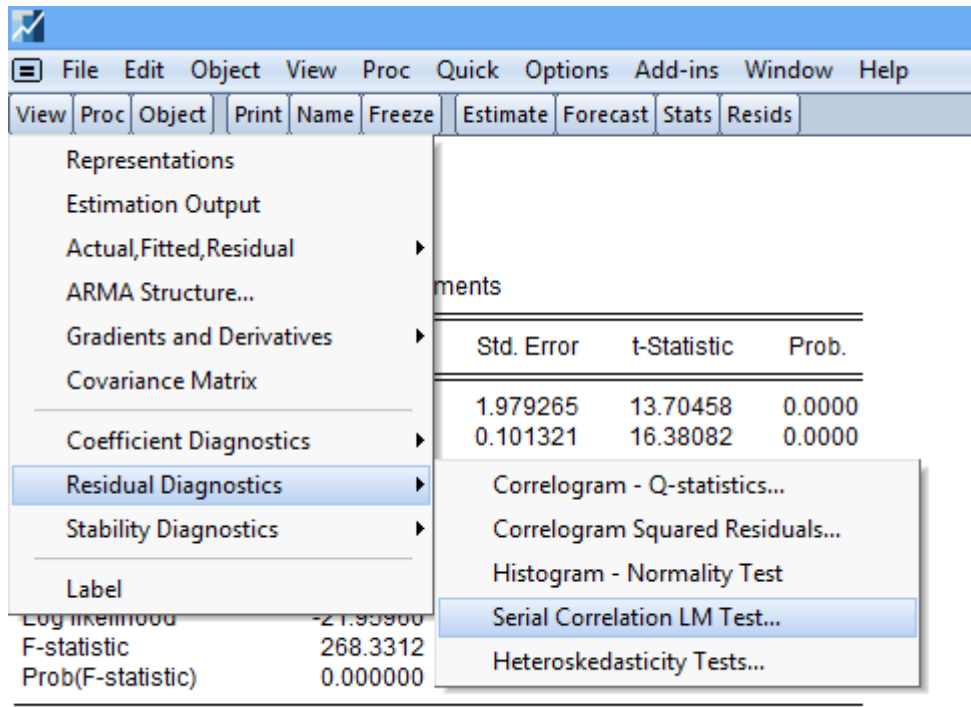 File Edit Object View Proc Quick Options Add-ins Window Help
View Proc Object Print Name Freeze Estimate Forecast Stats Resids
Representations
Estimation Output
Actual,Fitted,Residual
ARMA Structure...
ments
Gradients and Derivatives
Std. Error t-Statistic Prob.
Covariance Matrix
1.979265 13.70458 0.0000
Coefficient Diagnostics
0.101321 16.38082 0.0000
Residual Diagnostics
Correlogram - Q-statistics...
Stability Diagnostics
Correlogram Squared Residuals...
Label
Histogram - Normality Test
Log likelihood -21.95960
Serial Correlation LM Test...
F-statistic 268.3312
Heteroskedasticity Tests...
Prob(F-statistic) 0.000000